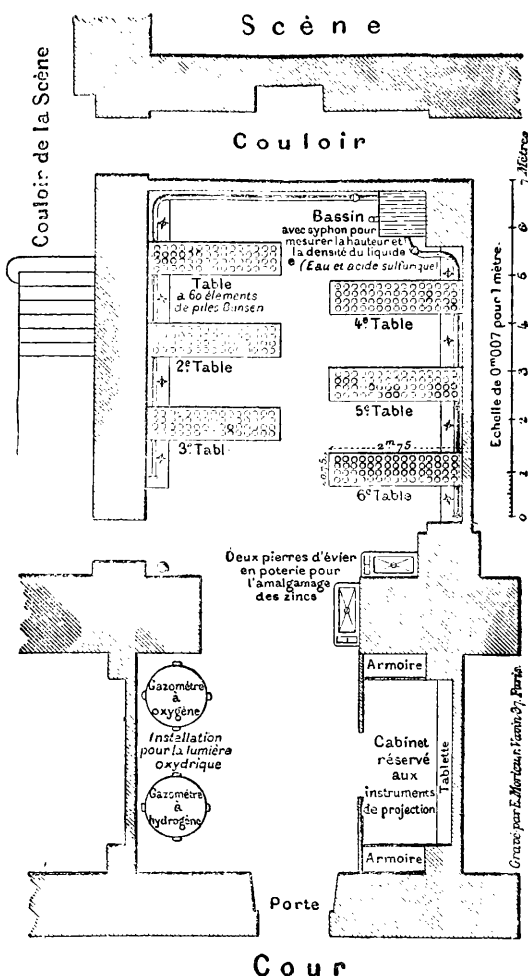 Scène
Couloir de la Scène
Couloir
Bassin
avec syphon pour
mesurer la hauteur et
la densité du liquide
(Eau et acide sulfurique)
Table
à 60 éléments
de piles Bunsen
2e Table
3e Tabl
4e Table
5e Table
2m75
0,75
6e Table
7 Mètres
6
5
4
3
2
1
0
Echelle de 0m007 pour 1 mètre.
Deux pierres d'évier
en poterie pour
l'amalgamage
des zincs
Gazomètre
à
oxygène
Installation
pour la lumière
oxydrique
Gazomètre
à
hydrogène
Armoire
Cabinet
réservé
aux
instruments
de projection
Tablette
Armoire
Porte
Cour
Gravé par E. Morieu, r. Vavin 37, Paris.